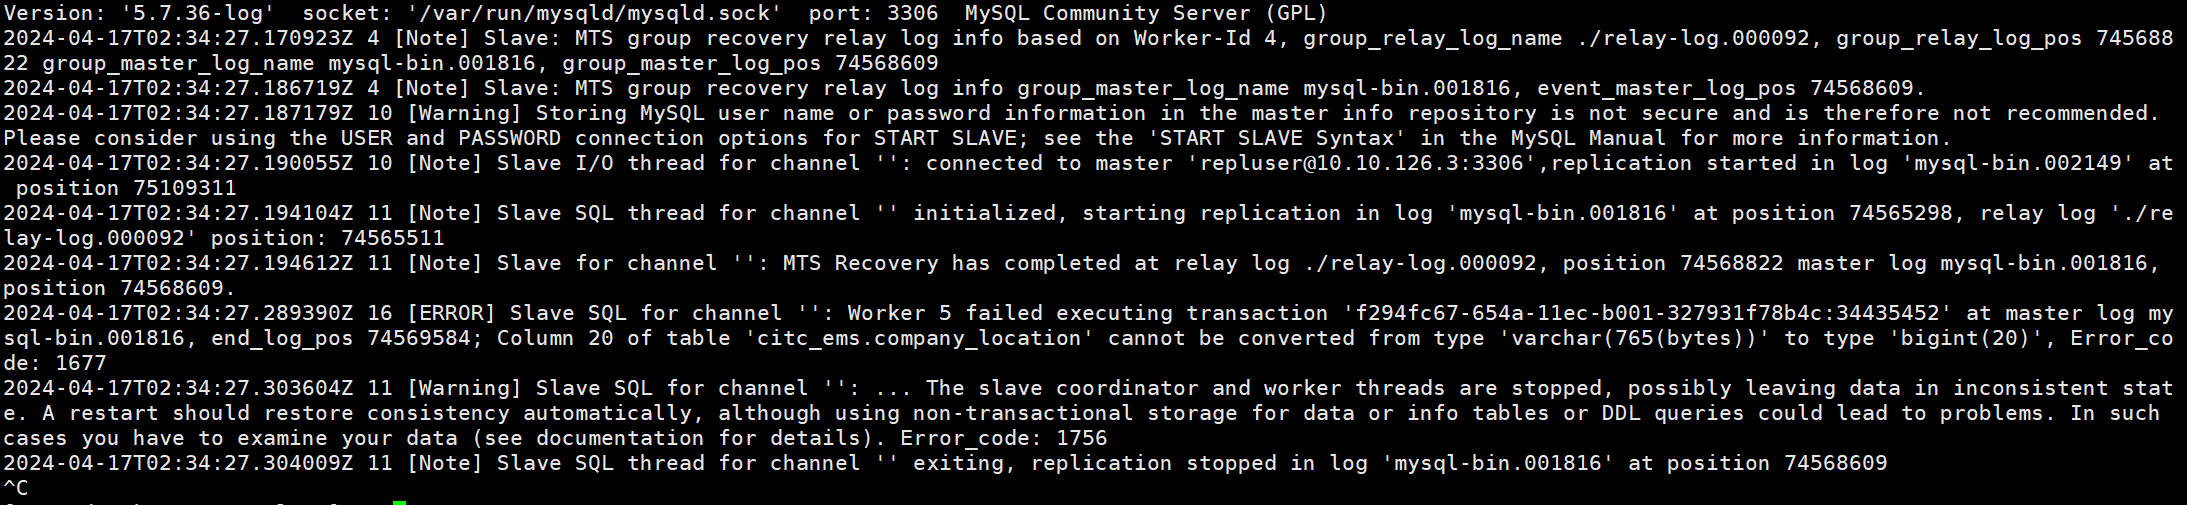 Version: '5.7.36-log'  socket: '/var/run/mysqld/mysqld.sock'  port: 3306  MySQL Community Server (GPL)
2024-04-17T02:34:27.170923Z 4 [Note] Slave: MTS group recovery relay log info based on Worker-Id 4, group_relay_log_name ./relay-log.000092, group_relay_log_pos 745688
22 group_master_log_name mysql-bin.001816, group_master_log_pos 74568609
2024-04-17T02:34:27.186719Z 4 [Note] Slave: MTS group recovery relay log info group_master_log_name mysql-bin.001816, event_master_log_pos 74568609.
2024-04-17T02:34:27.187179Z 10 [Warning] Storing MySQL user name or password information in the master info repository is not secure and is therefore not recommended.
Please consider using the USER and PASSWORD connection options for START SLAVE; see the 'START SLAVE Syntax' in the MySQL Manual for more information.
2024-04-17T02:34:27.190055Z 10 [Note] Slave I/O thread for channel '': connected to master 'repluser@10.10.126.3:3306',replication started in log 'mysql-bin.002149' at
 position 75109311
2024-04-17T02:34:27.194104Z 11 [Note] Slave SQL thread for channel '' initialized, starting replication in log 'mysql-bin.001816' at position 74565298, relay log './re
lay-log.000092' position: 74565511
2024-04-17T02:34:27.194612Z 11 [Note] Slave for channel '': MTS Recovery has completed at relay log ./relay-log.000092, position 74568822 master log mysql-bin.001816,
position 74568609.
2024-04-17T02:34:27.289390Z 16 [ERROR] Slave SQL for channel '': Worker 5 failed executing transaction 'f294fc67-654a-11ec-b001-327931f78b4c:34435452' at master log my
sql-bin.001816, end_log_pos 74569584; Column 20 of table 'citc_ems.company_location' cannot be converted from type 'varchar(765(bytes))' to type 'bigint(20)', Error_co
de: 1677
2024-04-17T02:34:27.303604Z 11 [Warning] Slave SQL for channel '': ... The slave coordinator and worker threads are stopped, possibly leaving data in inconsistent stat
e. A restart should restore consistency automatically, although using non-transactional storage for data or info tables or DDL queries could lead to problems. In such
cases you have to examine your data (see documentation for details). Error_code: 1756
2024-04-17T02:34:27.304009Z 11 [Note] Slave SQL thread for channel '' exiting, replication stopped in log 'mysql-bin.001816' at position 74568609
^C